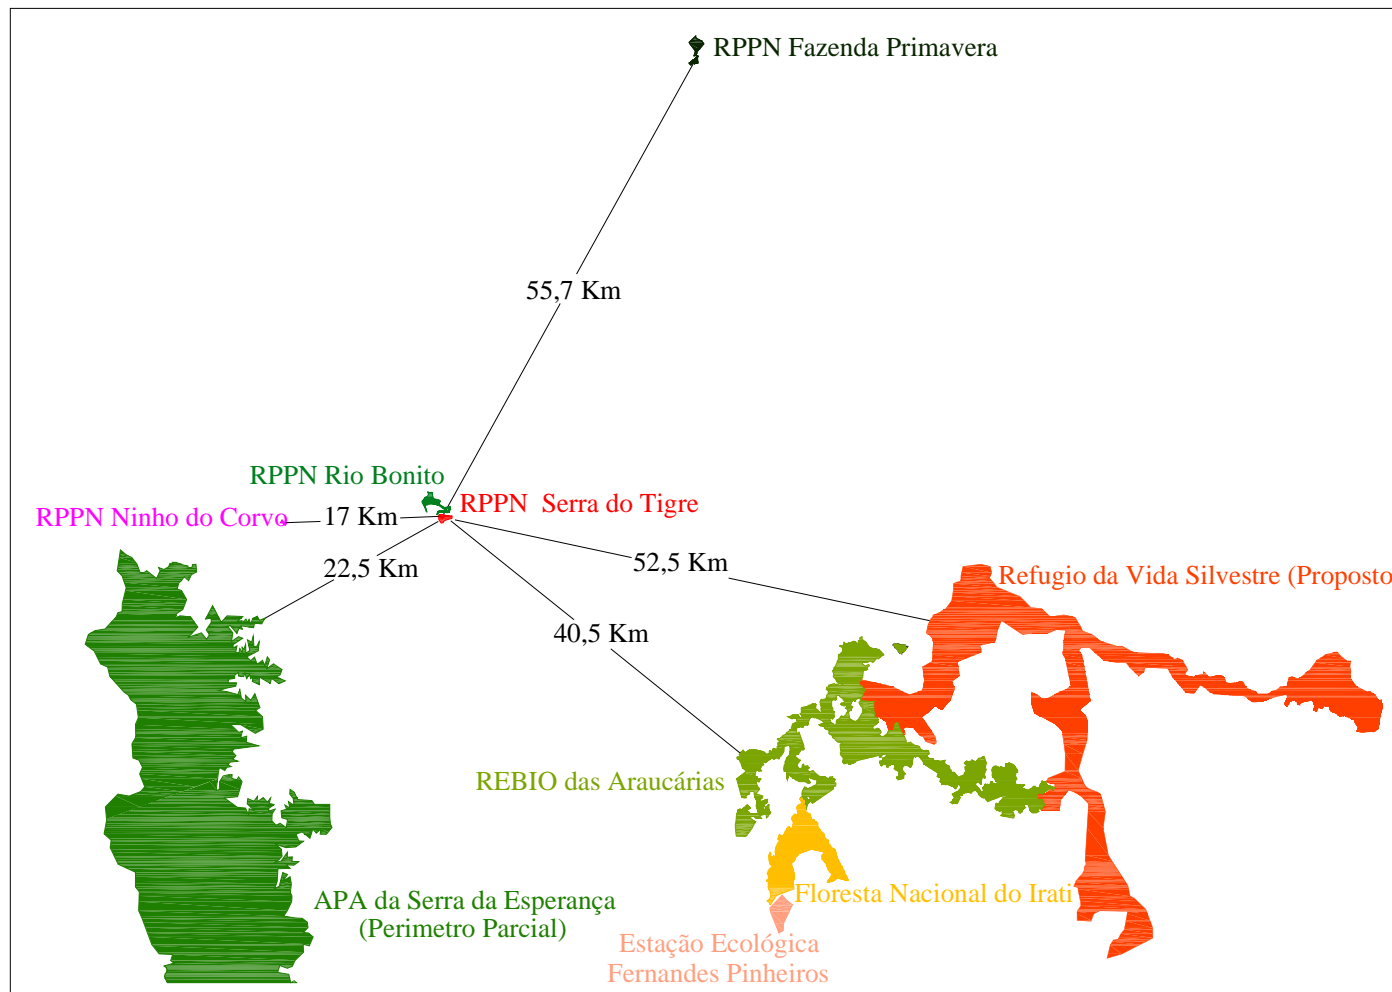 RPPN Fazenda Primavera
55,7 Km
RPPN Rio Bonito
RPPN Serra do Tigre
RPPN Ninho do Corvo
17 Km
22,5 Km
52,5 Km
Refugio da Vida Silvestre (Proposto
40,5 Km
REBIO das Araucárias
APA da Serra da Esperança
(Perimetro Parcial)
Floresta Nacional do Irati
Estação Ecológica
Fernandes Pinheiros